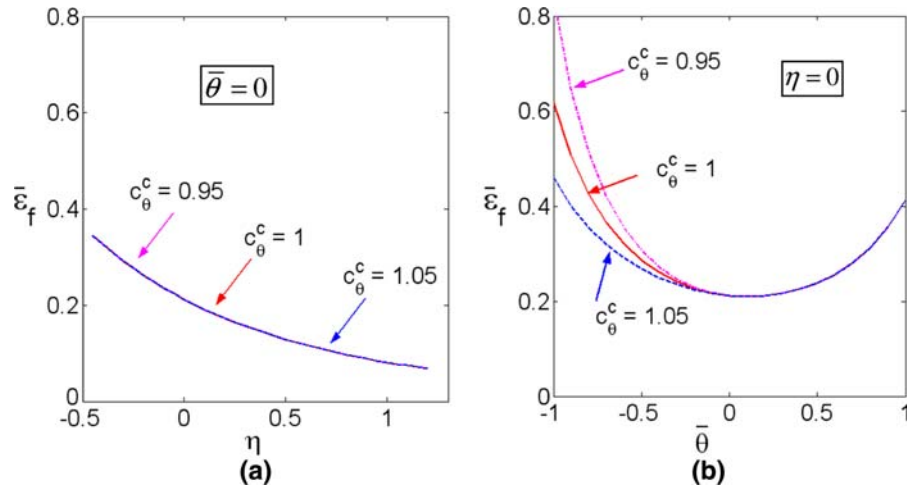 0.8
0.6
0.4
0.2
0
ε̄_f
θ̄ = 0
c_θ^c = 0.95
c_θ^c = 1
c_θ^c = 1.05
-0.5 0 0.5 1
η
(a)
0.8
0.6
0.4
0.2
0
ε̄_f
c_θ^c = 0.95
η = 0
c_θ^c = 1
c_θ^c = 1.05
-1 -0.5 0 0.5 1
θ̄
(b)